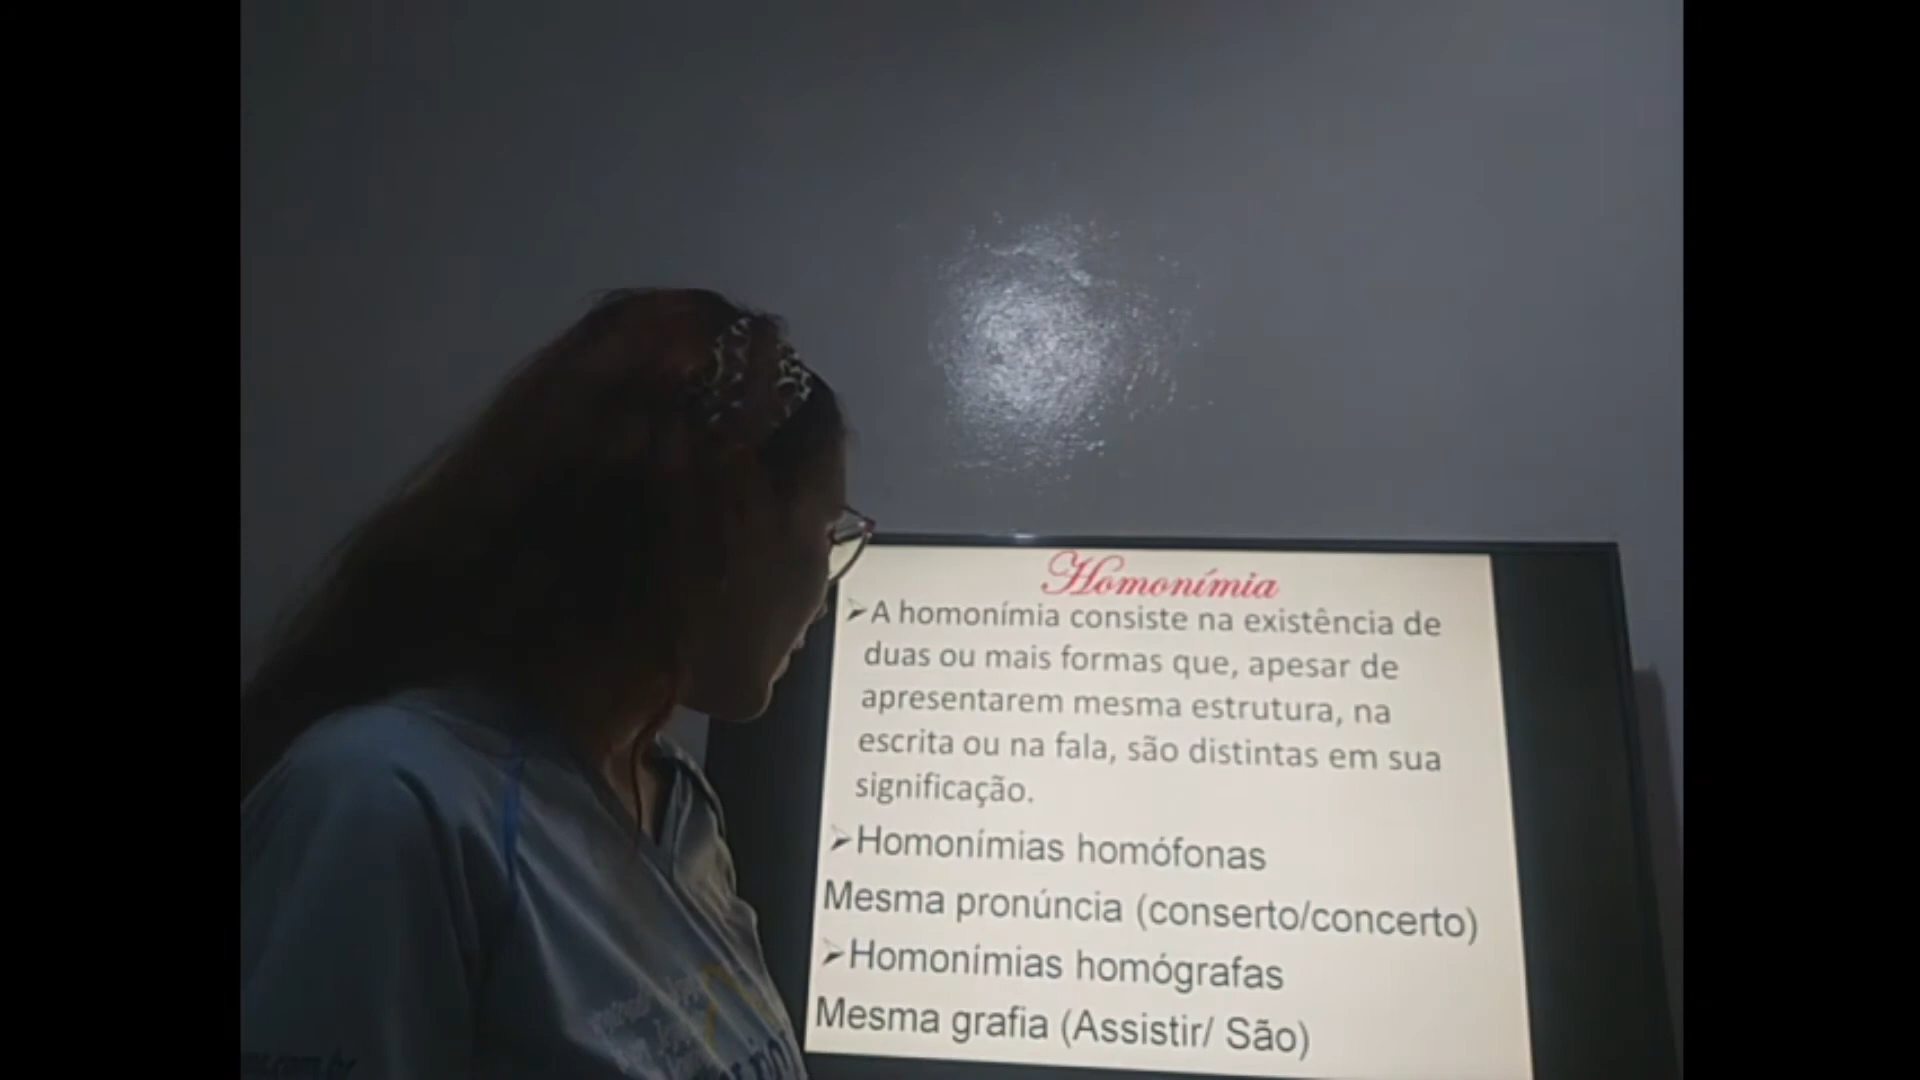 Homonímia
➢A homonímia consiste na existência de
duas ou mais formas que, apesar de
apresentarem mesma estrutura, na
escrita ou na fala, são distintas em sua
significação.
➢Homonímias homófonas
Mesma pronúncia (conserto/concerto)
➢Homonímias homógrafas
Mesma grafia (Assistir/ São)